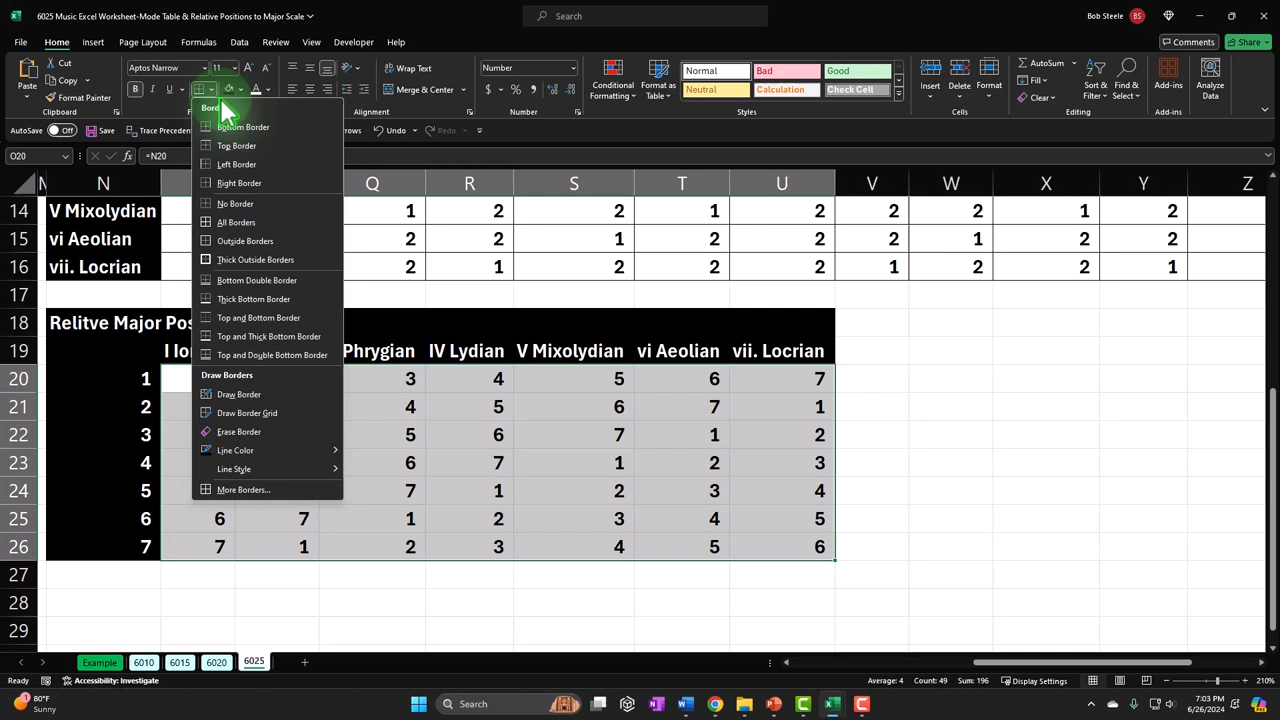 6025 Music Excel Worksheet-Mode Table & Relative Positions to Major Scale
Search
Bob Steele BS
File Home Insert Page Layout Formulas Data Review View Developer Help
Comments Share
Paste Cut Copy Format Painter
Aptos Narrow 11
B I U A
Wrap Text
Merge & Center
Number
$ % 9
Conditional Formatting Format as Table
Normal Bad Good
Neutral Calculation Check Cell
Insert Delete Format
AutoSum Fill Clear
Sort & Filter Find & Select
Add-ins Analyze Data
Clipboard Alignment Number Styles Cells Editing Add-ins
AutoSave Off Save Trace Precedent Undo Redo
O20 fx =N20
Bottom Border
Top Border
Left Border
Right Border
No Border
All Borders
Outside Borders
Thick Outside Borders
Bottom Double Border
Thick Bottom Border
Top and Bottom Border
Top and Thick Bottom Border
Top and Double Bottom Border
Draw Borders
Draw Border
Draw Border Grid
Erase Border
Line Color
Line Style
More Borders...
N Q R S T U V W X Y Z
14 V Mixolydian 1 2 2 1 2 2 2 1 2
15 vi Aeolian 2 2 1 2 2 2 1 2 2
16 vii. Locrian 2 1 2 2 2 1 2 2 1
17
18 Relitve Major Pos
19 Phrygian IV Lydian V Mixolydian vi Aeolian vii. Locrian
20 1 3 4 5 6 7
21 2 4 5 6 7 1
22 3 5 6 7 1 2
23 4 6 7 1 2 3
24 5 7 1 2 3 4
25 6 6 7 1 2 3 4 5
26 7 7 1 2 3 4 5 6
27
28
29
Example 6010 6015 6020 6025
Ready Accessibility: Investigate Average: 4 Count: 49 Sum: 196 Display Settings 210%
80°F
Sunny
Search
7:03 PM
6/26/2024